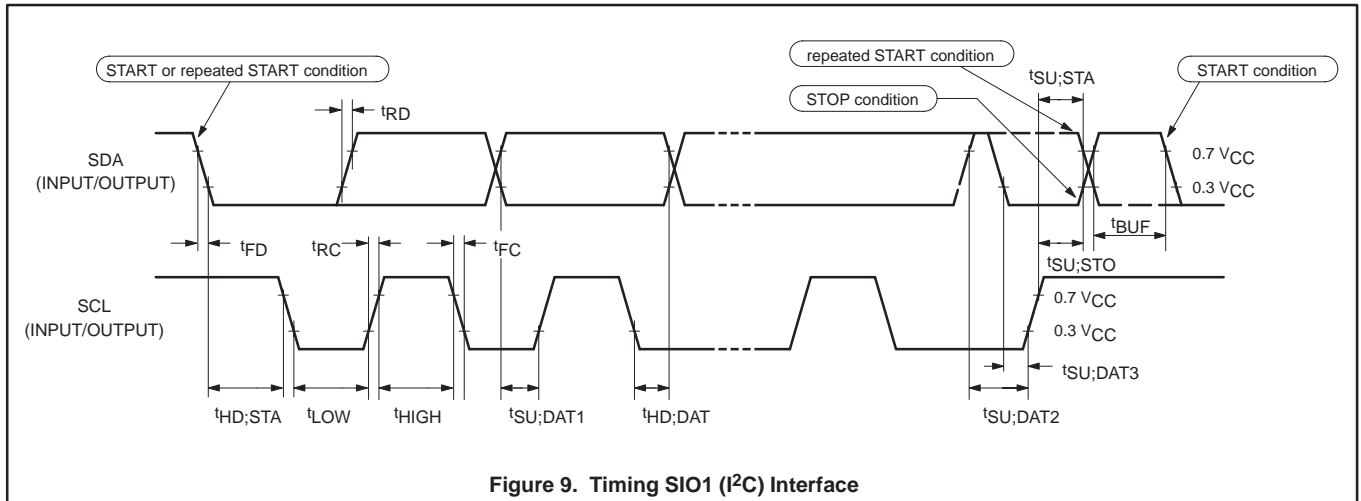 START or repeated START condition
repeated START condition
STOP condition
tSU;STA
START condition
tRD
SDA
(INPUT/OUTPUT)
0.7 VCC
0.3 VCC
tFD
tRC
tFC
tBUF
tSU;STO
SCL
(INPUT/OUTPUT)
0.7 VCC
0.3 VCC
tSU;DAT3
tHD;STA
tLOW
tHIGH
tSU;DAT1
tHD;DAT
tSU;DAT2
Figure 9. Timing SIO1 (I²C) Interface